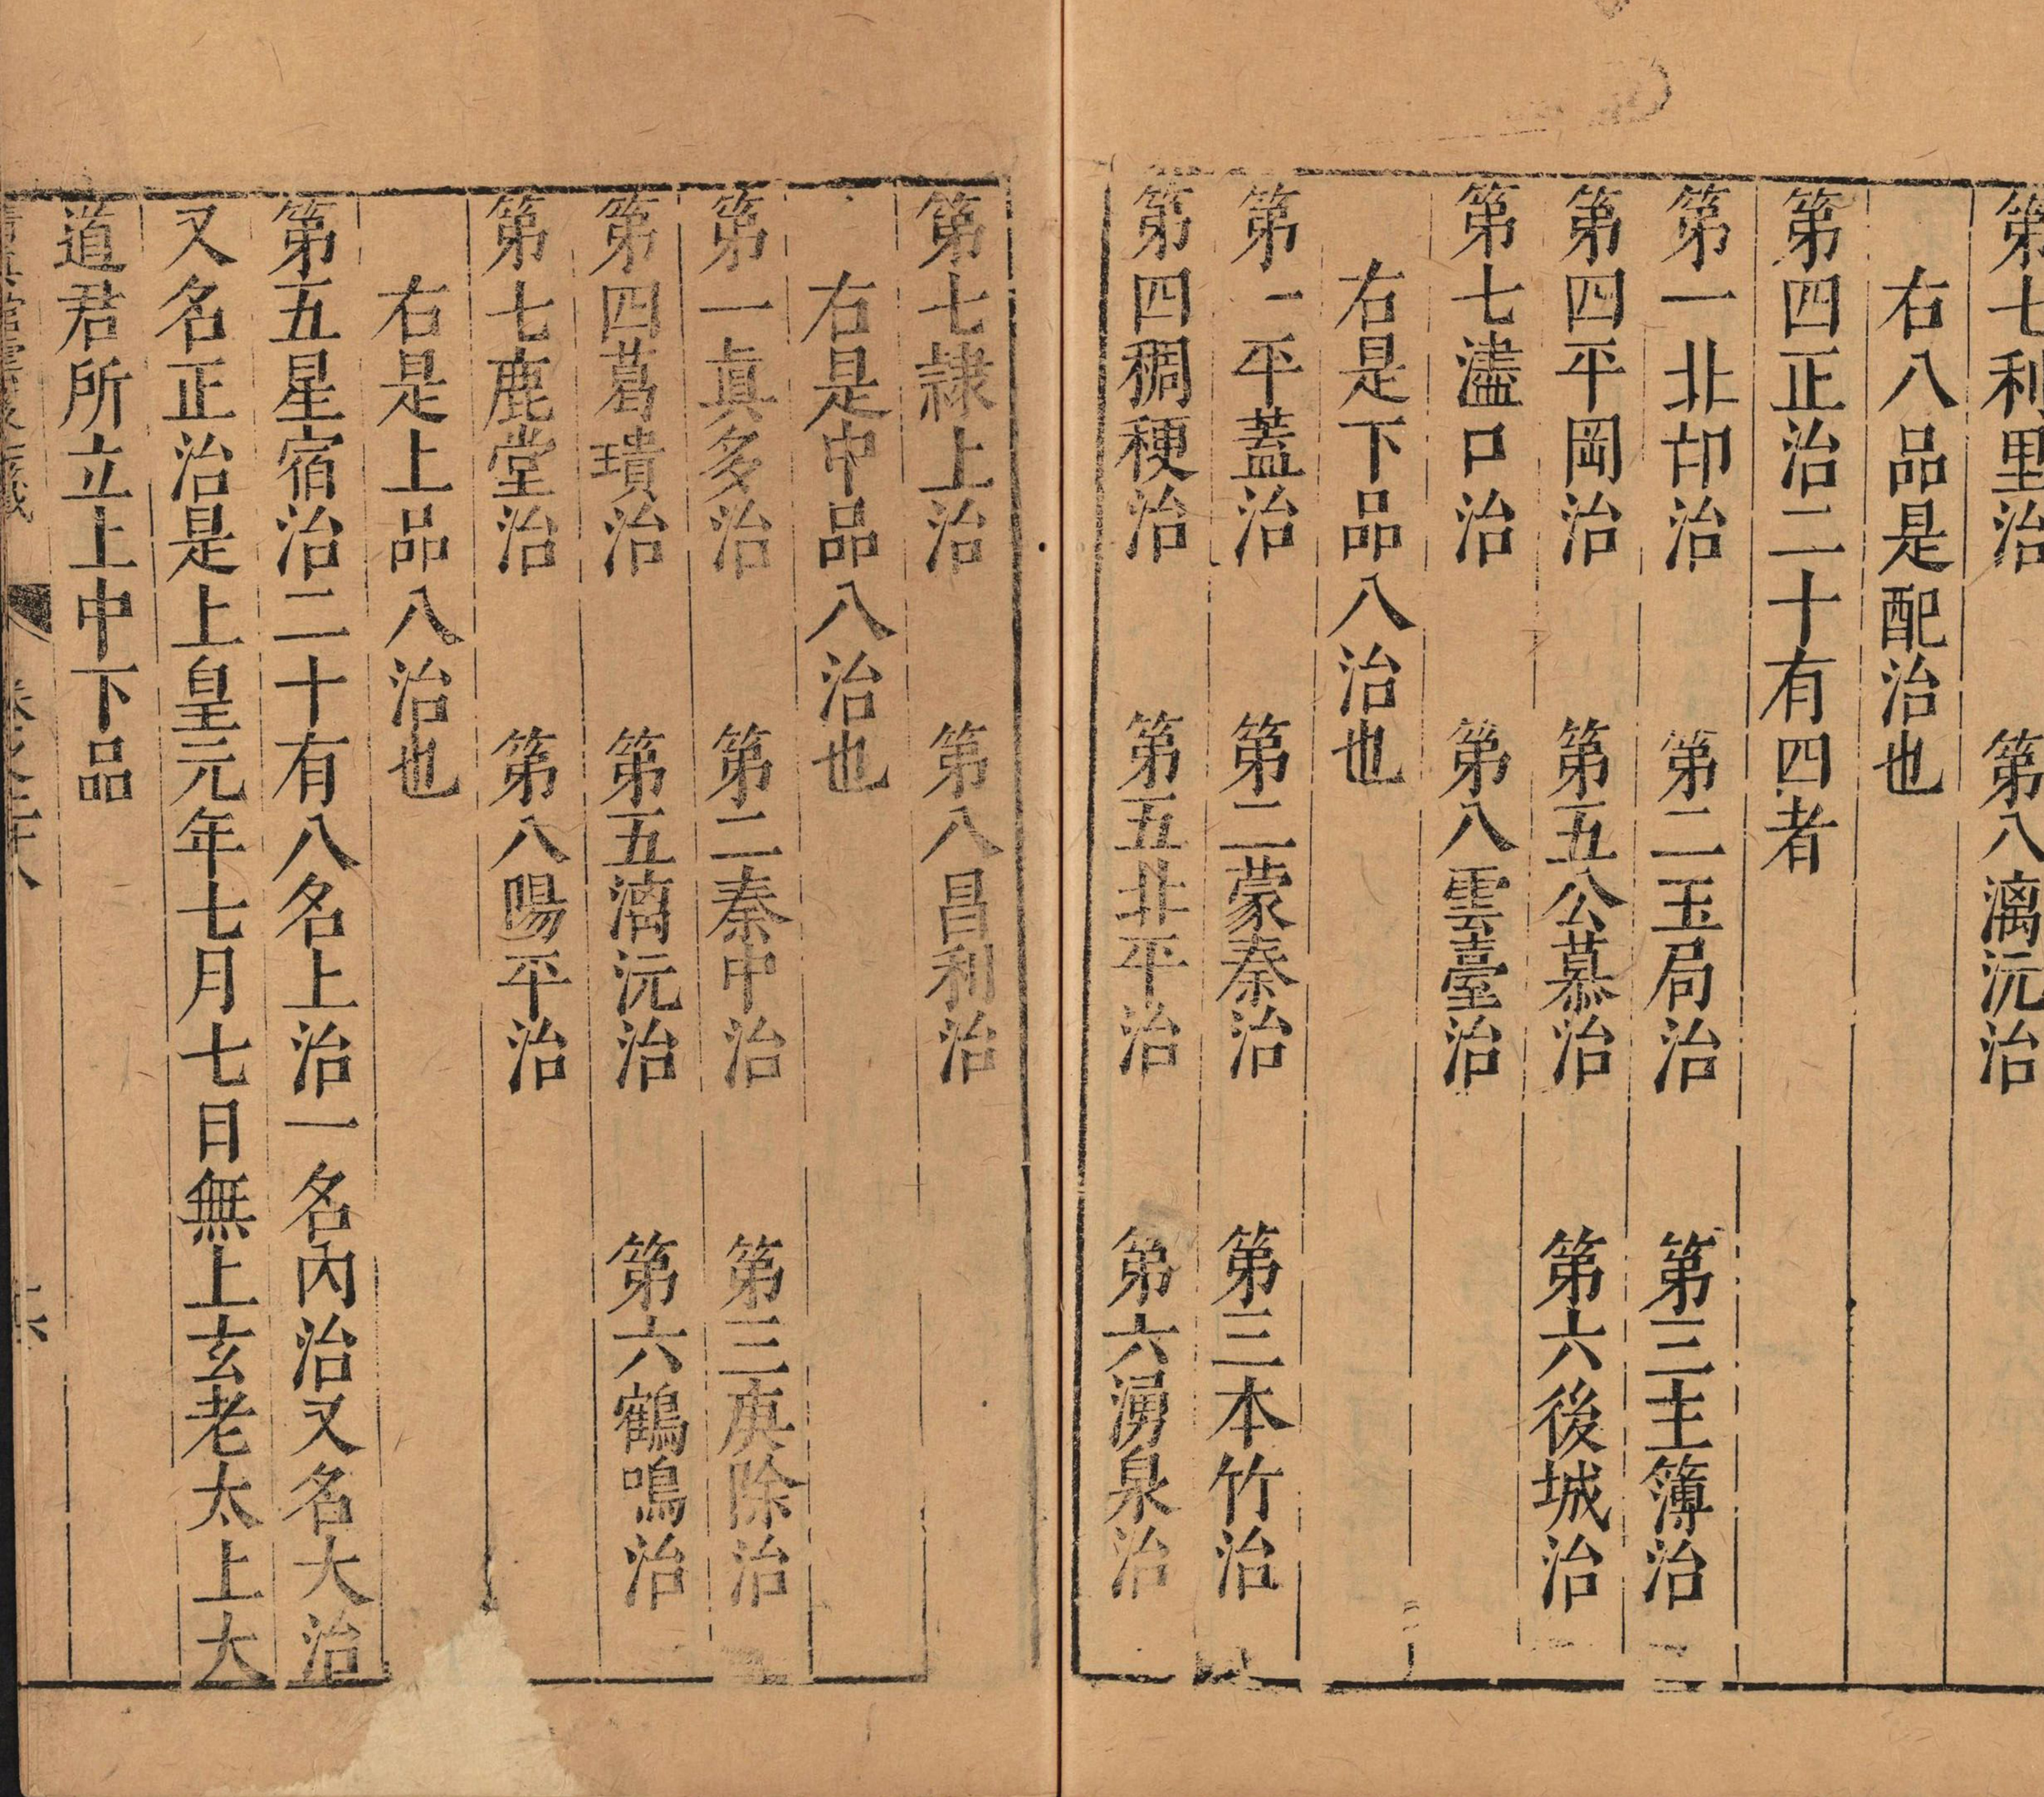 第七利里治　第八漓沅治
右八品是配治也
第四正治二十有四者
第一北邙治　第二玉局治　第三主簿治
第四平岡治　第五公慕治　第六後城治
第七濜口治　第八雲臺治
右是下品八治也
第一平蓋治　第二蒙秦治　第三本竹治
第四稠稉治　第五北平治　第六湧泉治
第七隷上治　第八昌利治
右是中品八治也
第一眞多治　第二秦中治　第三庚除治
第四葛璝治　第五漓沅治　第六鶴鳴治
第七鹿堂治　第八陽平治
右是上品八治也
第五星宿治二十有八名上治一名內治又名大治
又名正治是上皇元年七月七日無上玄老太上大
道君所立上中下品